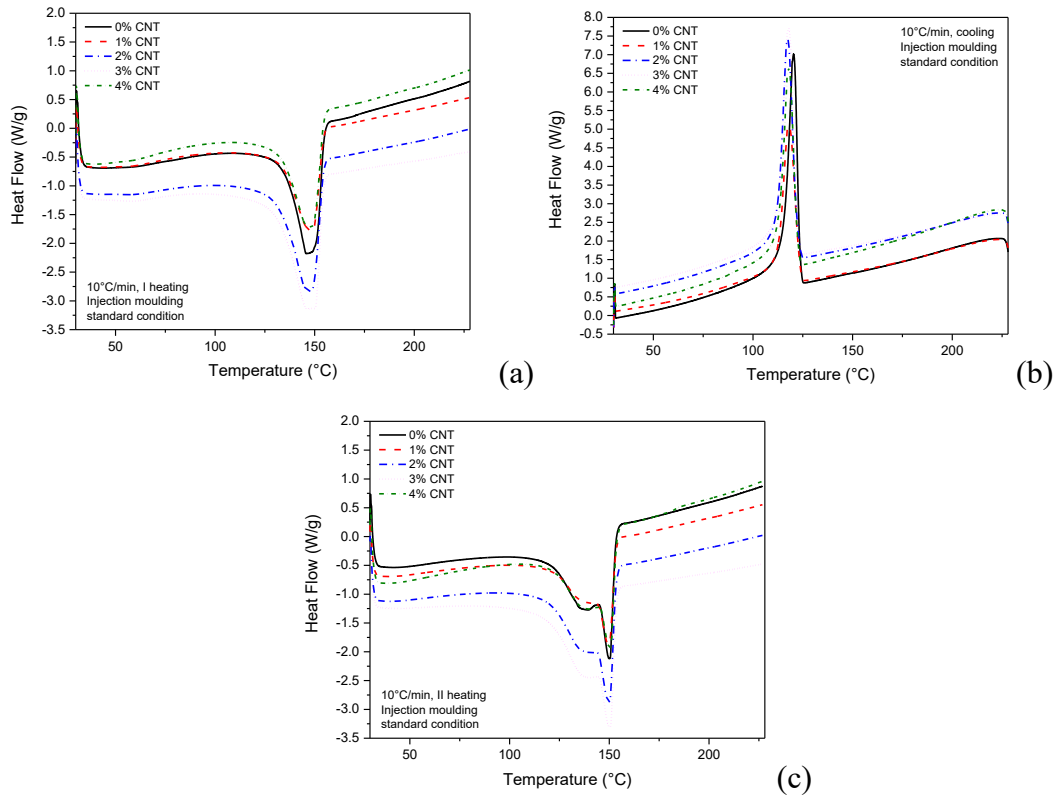 2.0
1.5
1.0
0.5
0.0
-0.5
-1.0
-1.5
-2.0
-2.5
-3.0
-3.5
Heat Flow (W/g)
0% CNT
1% CNT
2% CNT
3% CNT
4% CNT
10°C/min, I heating
Injection moulding
standard condition
50 100 150 200
Temperature (°C)
(a)
8.0
7.5
7.0
6.5
6.0
5.5
5.0
4.5
4.0
3.5
3.0
2.5
2.0
1.5
1.0
0.5
0.0
-0.5
Heat Flow (W/g)
0% CNT
1% CNT
2% CNT
3% CNT
4% CNT
10°C/min, cooling
Injection moulding
standard condition
50 100 150 200
Temperature (°C)
(b)
2.0
1.5
1.0
0.5
0.0
-0.5
-1.0
-1.5
-2.0
-2.5
-3.0
-3.5
Heat Flow (W/g)
0% CNT
1% CNT
2% CNT
3% CNT
4% CNT
10°C/min, II heating
Injection moulding
standard condition
50 100 150 200
Temperature (°C)
(c)